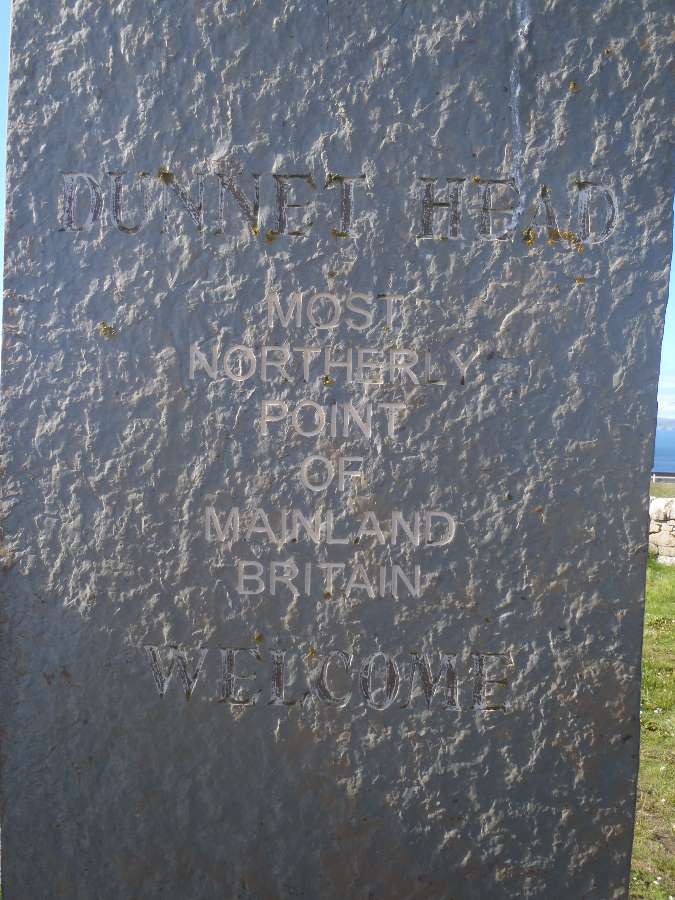 DUNNET HEAD
MOST
NORTHERLY
POINT
OF
MAINLAND
BRITAIN
WELCOME